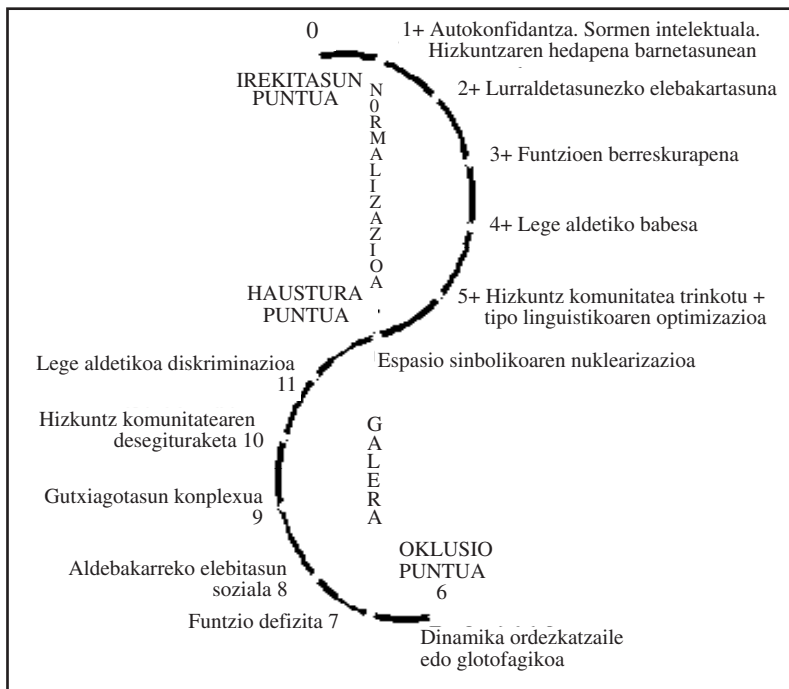 0
1+ Autokonfidantza. Sormen intelektuala.
Hizkuntzaren hedapena barnetasunean
IREKITASUN
PUNTUA
2+ Lurraldetasunezko elebakartasuna
N0RMALIZAZIOA
3+ Funtzioen berreskurapena
4+ Lege aldetiko babesa
HAUSTURA
PUNTUA
5+ Hizkuntz komunitatea trinkotu +
tipo linguistikoaren optimizazioa
Espasio sinbolikoaren nuklearizazioa
Lege aldetikoa diskriminazioa
11
Hizkuntz komunitatearen
desegituraketa 10
GALERA
Gutxiagotasun konplexua
9
OKLUSIO
PUNTUA
6
Aldebakarreko elebitasun
soziala 8
Funtzio defizita 7
Dinamika ordezkatzaile
edo glotofagikoa